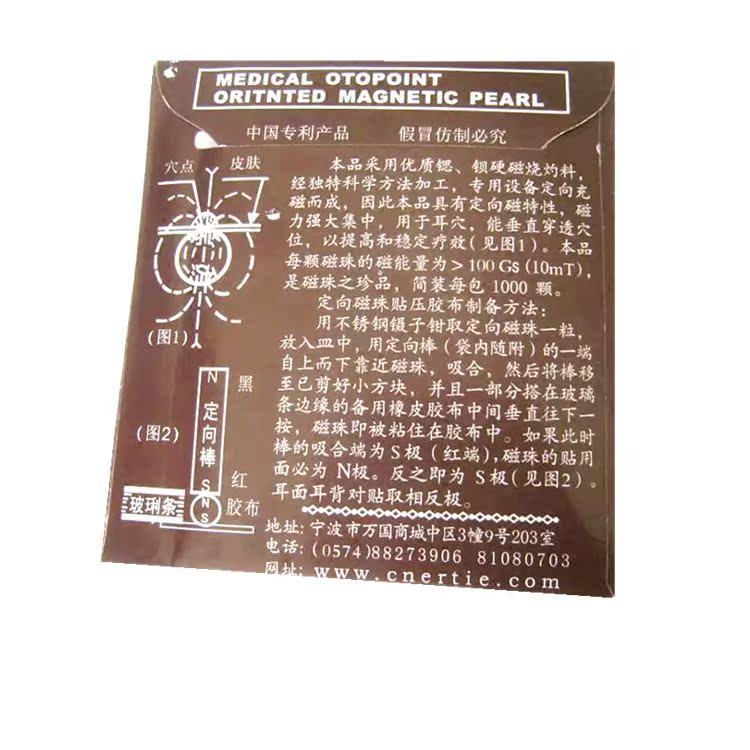 MEDICAL OTOPOINT
ORITNTED MAGNETIC PEARL
中国专利产品 假冒仿制必究
穴点 皮肤
(图1)
本品采用优质锶、钡硬磁烧灼料，
经独特科学方法加工，专用设备定向充
磁而成，因此本品具有定向磁特性，磁
力强大集中，用于耳穴，能垂直穿透穴
位，以提高和稳定疗效(见图1)。本品
每颗磁珠的磁能量为>100 Gs (10mT)，
是磁珠之珍品，简装每包 1000 颗。
定向磁珠贴压胶布制备方法：
用不锈钢镊子钳取定向磁珠一粒，
放入皿中，用定向棒(袋内随附)的一端
自上而下靠近磁珠，吸合，然后将棒移
至已剪好小方块，并且一部分搭在玻璃
条边缘的备用橡皮胶布中间垂直往下一
按，磁珠即被粘住在胶布中。如果此时
棒的吸合端为S极(红端)，磁珠的贴用
面必为 N极。反之即为 S极(见图2)。
耳面耳背对贴取相反极。
N 黑
定向棒
(图2)
S 红
玻琍条 S N S 胶布
地址: 宁波市万国商城中区3幢9号203室
电话: (0574)88273906 81080703
网址: www.cnertie.com